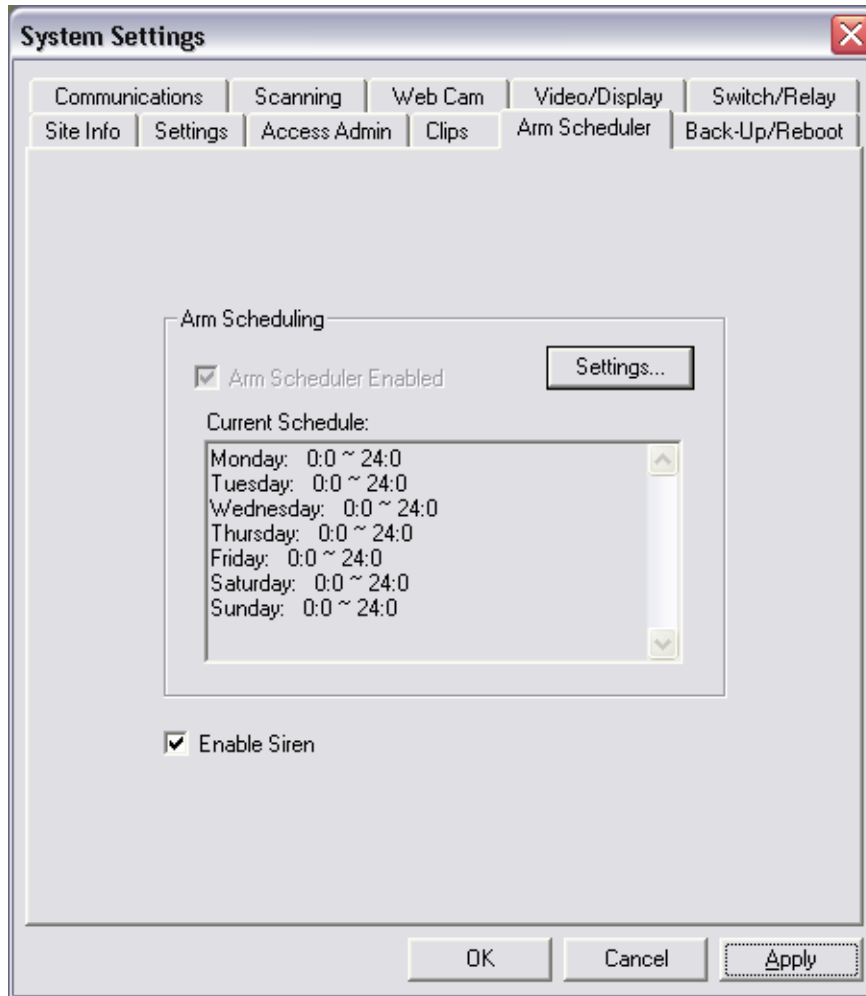 System Settings
Communications Scanning Web Cam Video/Display Switch/Relay
Site Info Settings Access Admin Clips Arm Scheduler Back-Up/Reboot
Arm Scheduling
Arm Scheduler Enabled Settings...
Current Schedule:
Monday: 0:0 ~ 24:0
Tuesday: 0:0 ~ 24:0
Wednesday: 0:0 ~ 24:0
Thursday: 0:0 ~ 24:0
Friday: 0:0 ~ 24:0
Saturday: 0:0 ~ 24:0
Sunday: 0:0 ~ 24:0
Enable Siren
OK Cancel Apply